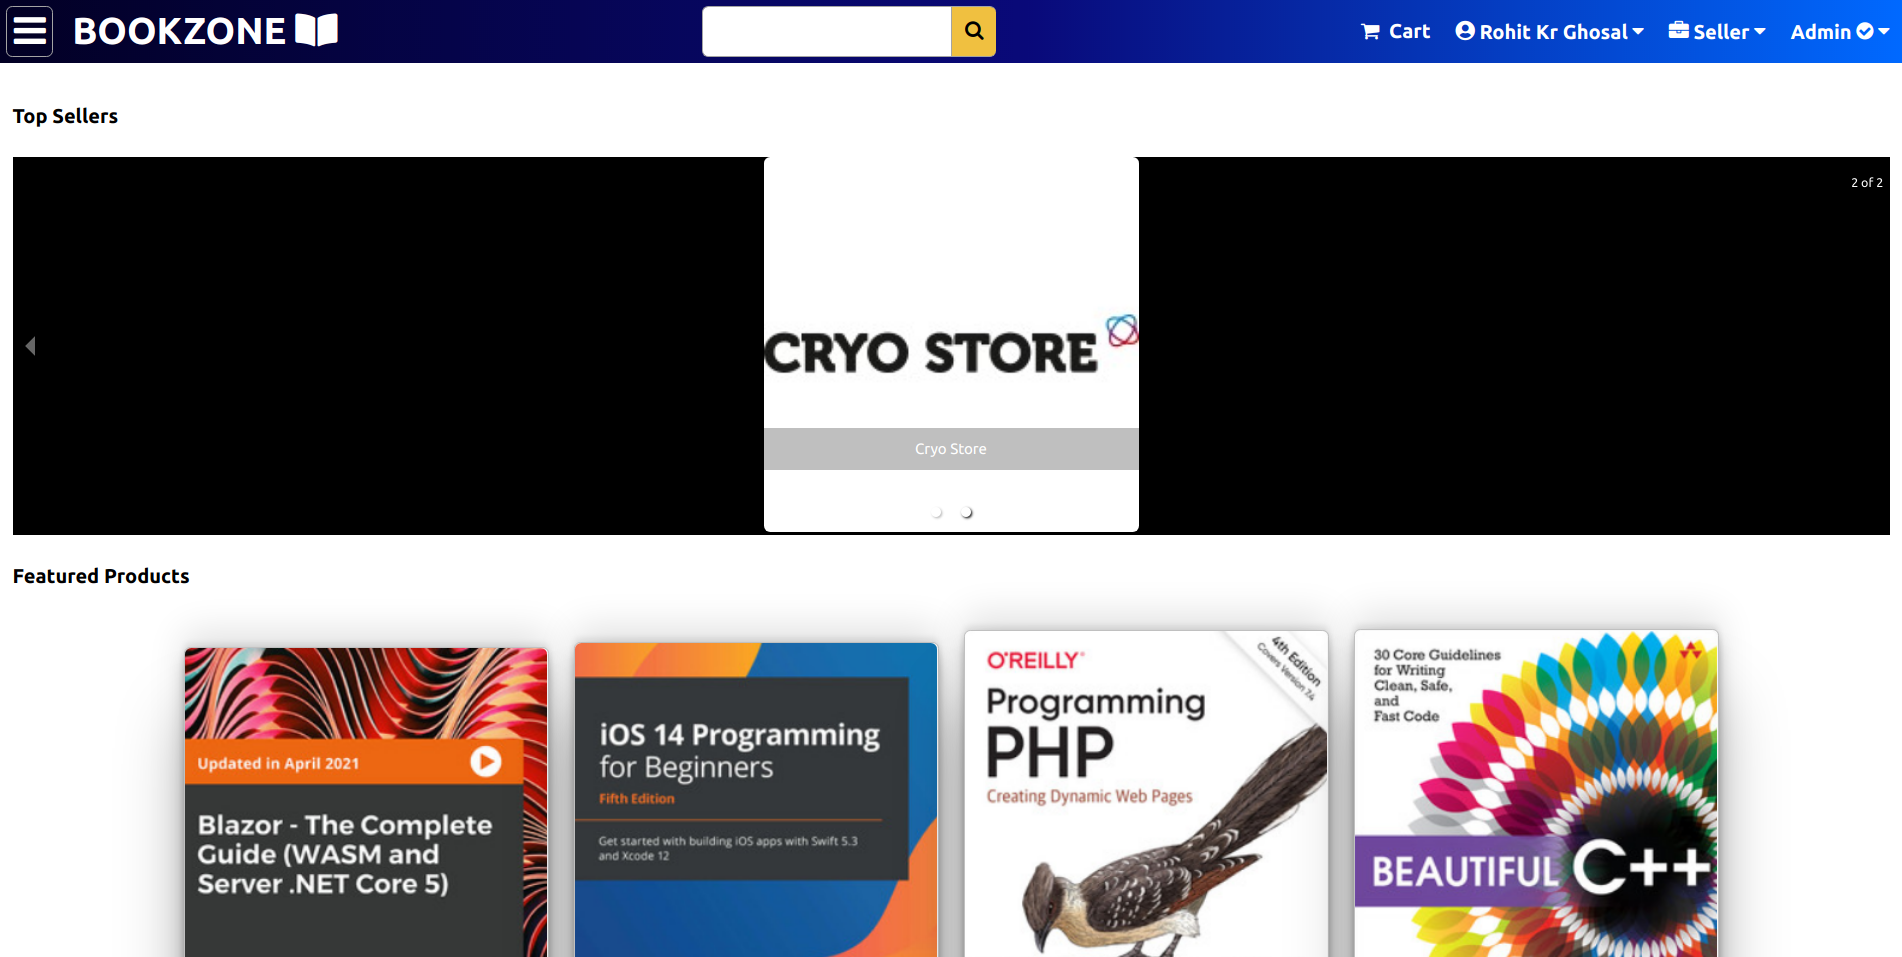 BOOKZONE
Cart
Rohit Kr Ghosal
Seller
Admin
Top Sellers
2 of 2
CRYO STORE
Cryo Store
Featured Products
Updated in April 2021
Blazor - The Complete
Guide (WASM and
Server .NET Core 5)
iOS 14 Programming
for Beginners
Fifth Edition
Get started with building iOS apps with Swift 5.3
and Xcode 12
O'REILLY®
4th Edition
Covers Version 7.4
Programming
PHP
Creating Dynamic Web Pages
30 Core Guidelines
for Writing
Clean, Safe,
and
Fast Code
BEAUTIFUL C++